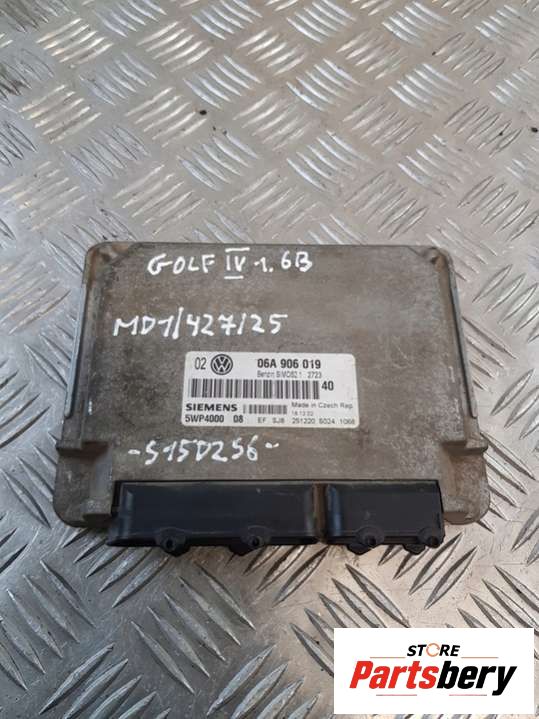 GOLF IV 1.6B
MD1/427/25
02 06A 906 019
Benzin SIMOS2.1 2723
40
SIEMENS Made in Czech Rep.
5WP4000 08 EF SJ8 251220 5024 1068
-S15D256-
STORE
Partsbery